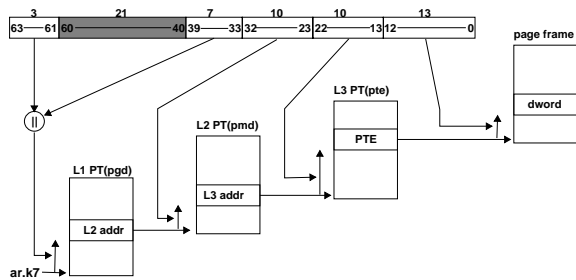 3 21 7 10 10 13
63 61 60 40 39 33 32 23 22 13 12 0
page frame
dword
||
L3 PT(pte)
PTE
L2 PT(pmd)
L3 addr
L1 PT(pgd)
L2 addr
ar.k7